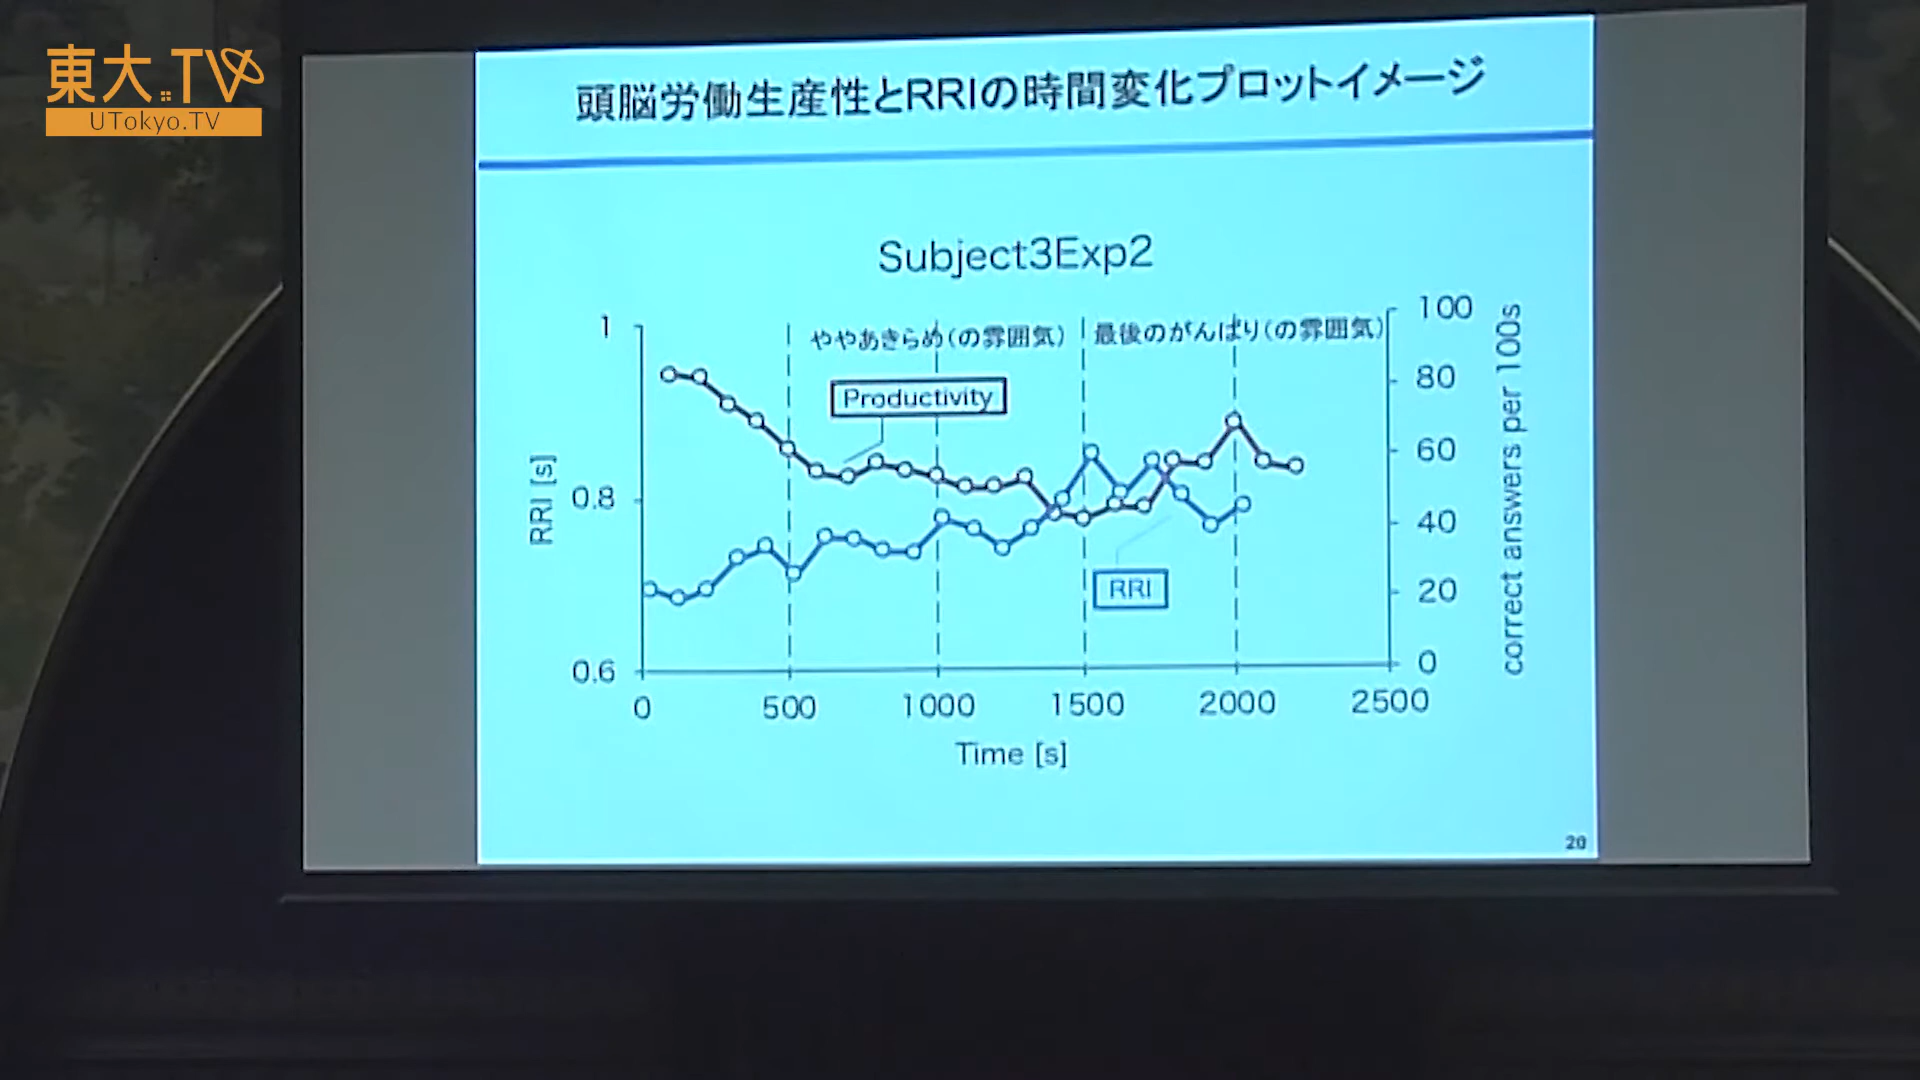 東大TV
UTokyo.TV
頭脳労働生産性とRRIの時間変化プロットイメージ
Subject3Exp2
ややあきらめ(の雰囲気)
最後のがんばり(の雰囲気)
Productivity
RRI
RRI [s]
1
0.8
0.6
100
80
60
40
20
0
correct answers per 100s
0 500 1000 1500 2000 2500
Time [s]
20